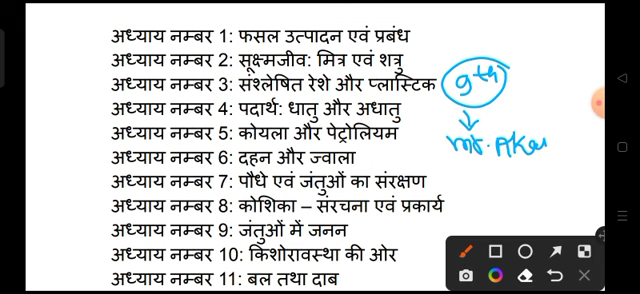 अध्याय नम्बर 1: फसल उत्पादन एवं प्रबंध
अध्याय नम्बर 2: सूक्ष्मजीव: मित्र एवं शत्रु
अध्याय नम्बर 3: संश्लेषित रेशे और प्लास्टिक
9th
अध्याय नम्बर 4: पदार्थ: धातु और अधातु
अध्याय नम्बर 5: कोयला और पेट्रोलियम
अध्याय नम्बर 6: दहन और ज्वाला
अध्याय नम्बर 7: पौधे एवं जंतुओं का संरक्षण
अध्याय नम्बर 8: कोशिका – संरचना एवं प्रकार्य
अध्याय नम्बर 9: जंतुओं में जनन
अध्याय नम्बर 10: किशोरावस्था की ओर
अध्याय नम्बर 11: बल तथा दाब